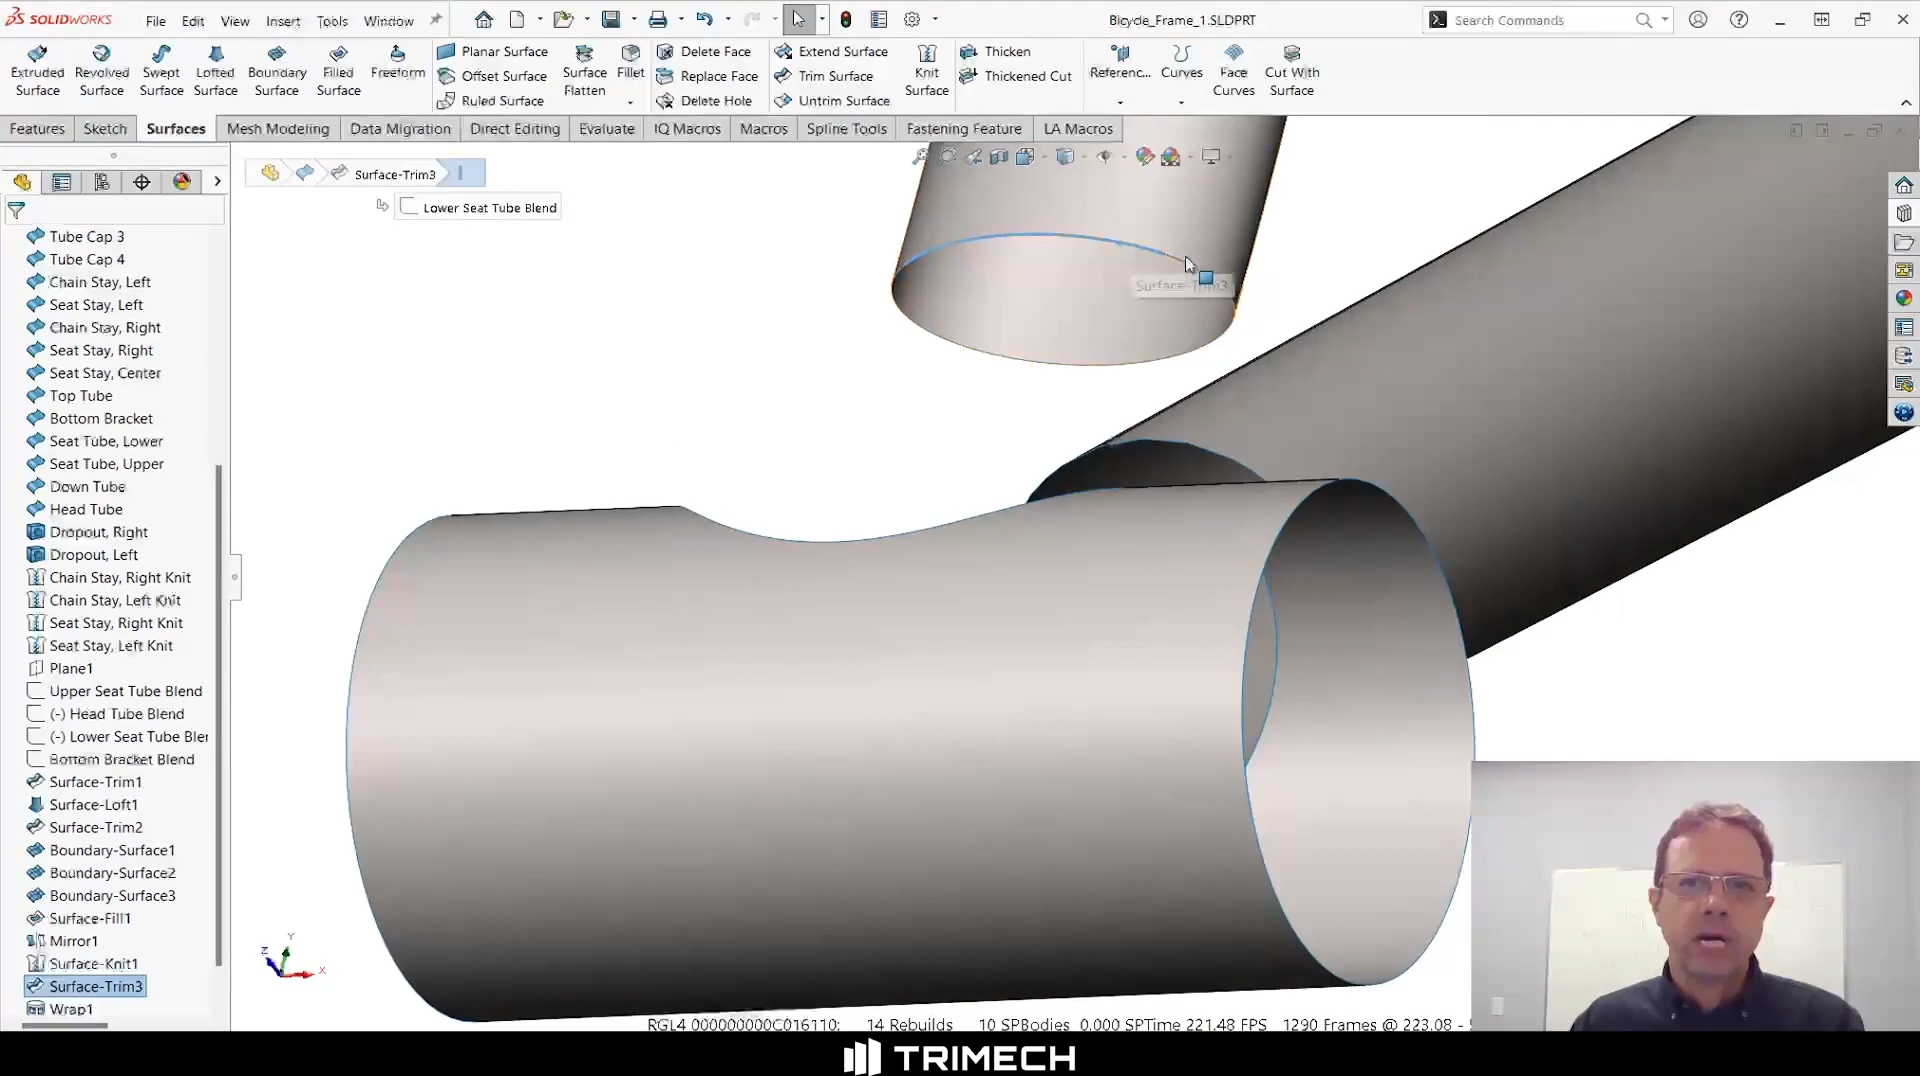 SOLIDWORKS
File Edit View Insert Tools Window
Bicycle_Frame_1.SLDPRT
Search Commands
Extruded Surface
Revolved Surface
Swept Surface
Lofted Surface
Boundary Surface
Filled Surface
Freeform
Planar Surface
Offset Surface
Ruled Surface
Surface Flatten
Fillet
Delete Face
Replace Face
Delete Hole
Extend Surface
Trim Surface
Untrim Surface
Knit Surface
Thicken
Thickened Cut
Referenc...
Curves
Face Curves
Cut With Surface
Features Sketch Surfaces Mesh Modeling Data Migration Direct Editing Evaluate IQ Macros Macros Spline Tools Fastening Feature LA Macros
Surface-Trim3
Lower Seat Tube Blend
Surface-Trim3
Tube Cap 3
Tube Cap 4
Chain Stay, Left
Seat Stay, Left
Chain Stay, Right
Seat Stay, Right
Seat Stay, Center
Top Tube
Bottom Bracket
Seat Tube, Lower
Seat Tube, Upper
Down Tube
Head Tube
Dropout, Right
Dropout, Left
Chain Stay, Right Knit
Chain Stay, Left Knit
Seat Stay, Right Knit
Seat Stay, Left Knit
Plane1
Upper Seat Tube Blend
(-) Head Tube Blend
(-) Lower Seat Tube Bler
Bottom Bracket Blend
Surface-Trim1
Surface-Loft1
Surface-Trim2
Boundary-Surface1
Boundary-Surface2
Boundary-Surface3
Surface-Fill1
Mirror1
Surface-Knit1
Surface-Trim3
Wrap1
Y
Z
X
RGL4 000000000C016110: 14 Rebuilds 10 SPBodies 0.000 SPTime 221.48 FPS 1290 Frames @ 223.08 -
TRIMECH